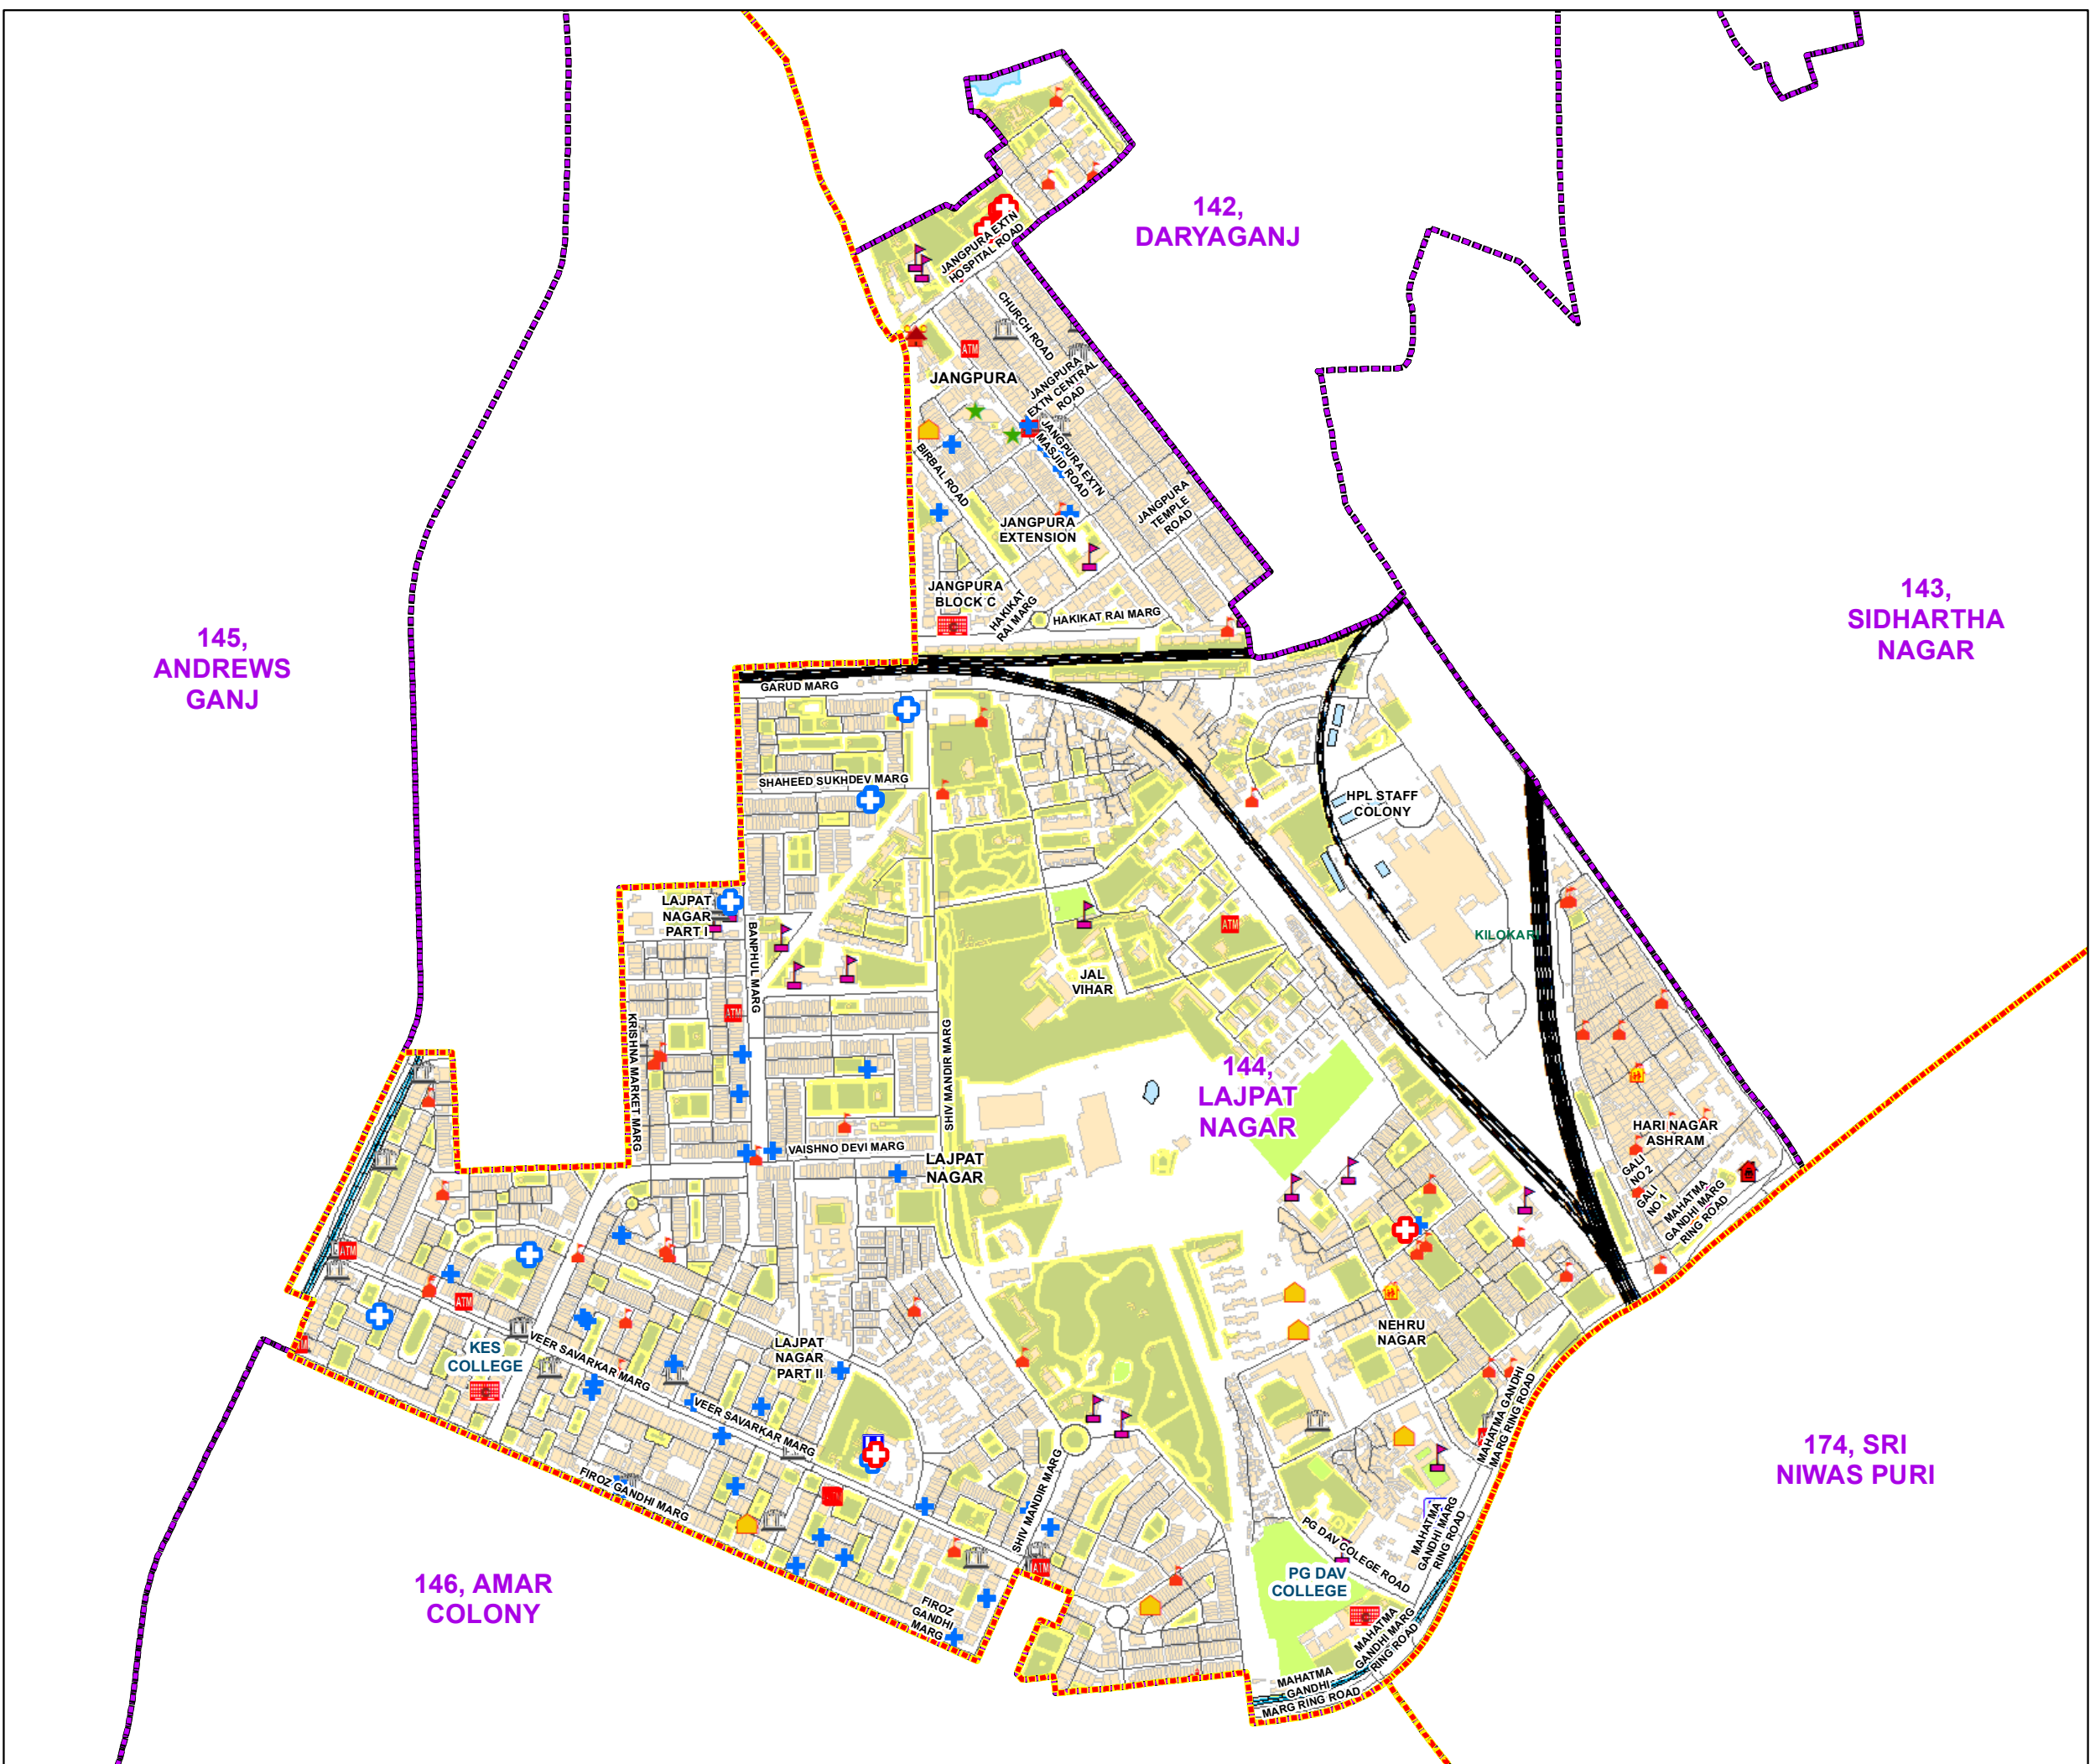 142,
DARYAGANJ
JANGPURA EXTN
HOSPITAL ROAD
CHURCH ROAD
ATM
JANGPURA
JANGPURA
EXTN CENTRAL
ROAD
JANGPURA EXTN
MASJID ROAD
BIRBAL ROAD
JANGPURA
TEMPLE
ROAD
JANGPURA
EXTENSION
JANGPURA
BLOCK C
HAKIKAT
RAI MARG
HAKIKAT RAI MARG
143,
SIDHARTHA
NAGAR
145,
ANDREWS
GANJ
GARUD MARG
SHAHEED SUKHDEV MARG
HPL STAFF
COLONY
LAJPAT
NAGAR
PART I
BANPHUL MARG
ATM
KILOKARI
JAL
VIHAR
ATM
KRISHNA MARKET MARG
SHIV MANDIR MARG
144,
LAJPAT
NAGAR
HARI NAGAR
ASHRAM
VAISHNO DEVI MARG
LAJPAT
NAGAR
GALI
NO 2
GALI
NO 1
MAHATMA
GANDHI MARG
RING ROAD
ATM
ATM
KES
COLLEGE
VEER SAVARKAR MARG
LAJPAT
NAGAR
PART II
NEHRU
NAGAR
VEER SAVARKAR MARG
MAHATMA GANDHI
MARG RING ROAD
174, SRI
NIWAS PURI
FIROZ GANDHI MARG
SHIV MANDIR MARG
ATM
MAHATMA
GANDHI MARG
RING ROAD
PG DAV COLEGE ROAD
PG DAV
COLLEGE
146, AMAR
COLONY
FIROZ
GANDHI
MARG
MAHATMA
GANDHI MARG
RING ROAD
MAHATMA
GANDHI
MARG RING ROAD